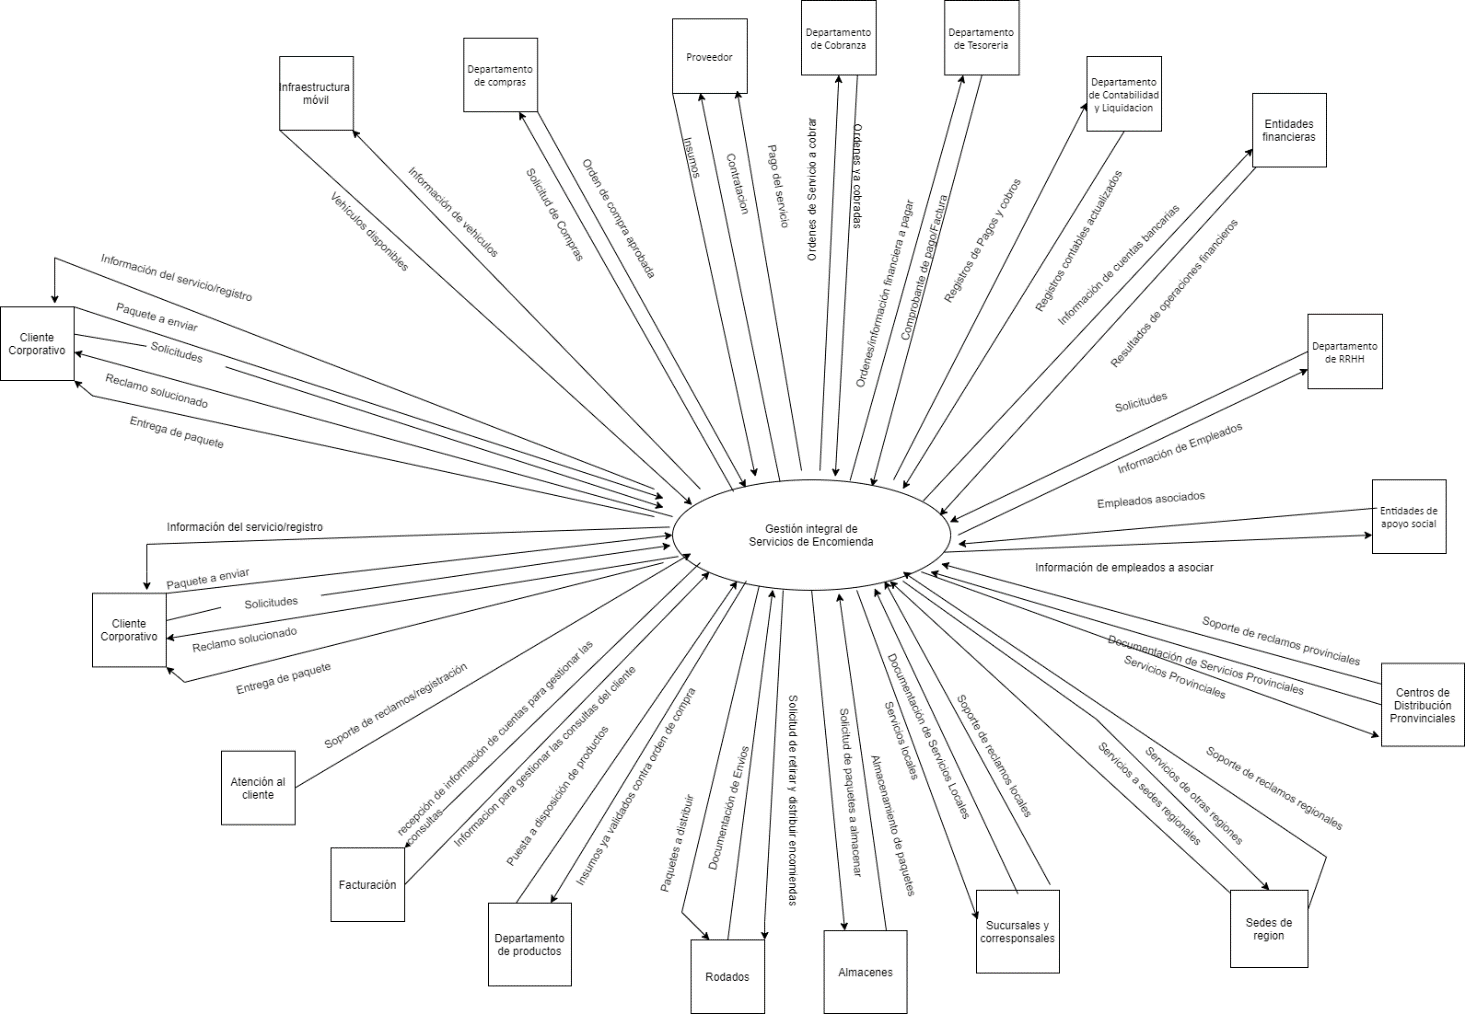 Departamento
de Cobranza
Departamento
de Tesorería
Proveedor
Departamento
de compras
Infraestructura
móvil
Departamento
de Contabilidad
y Liquidacion
Entidades
financieras
Insumos
Contratacion
Pago del servicio
Ordenes de Servicio a cobrar
Ordenes ya cobradas
Ordenes/información financiera a pagar
Comprobante de pago/Factura
Registros de Pagos y cobros
Registros contables actualizados
Información de cuentas bancarias
Resultados de operaciones financieros
Orden de compra aprobada
Solicitud de Compras
Información de vehículos
Vehículos disponibles
Información del servicio/registro
Paquete a enviar
Solicitudes
Reclamo solucionado
Entrega de paquete
Cliente
Corporativo
Departamento
de RRHH
Solicitudes
Información de Empleados
Empleados asociados
Entidades de
apoyo social
Información de empleados a asociar
Gestión integral de
Servicios de Encomienda
Información del servicio/registro
Paquete a enviar
Solicitudes
Reclamo solucionado
Entrega de paquete
Cliente
Corporativo
Soporte de reclamos provinciales
Documentación de Servicios Provinciales
Servicios Provinciales
Centros de
Distribución
Pronvinciales
Soporte de reclamos/registración
Atención al
cliente
recepción de información de cuentas para gestionar las
consultas
Informacion para gestionar las consultas del cliente
Facturación
Puesta a disposición de productos
Insumos ya validados contra orden de compra
Departamento
de productos
Paquetes a distribuir
Documentación de Envios
Solicitud de retirar y distribuir encomiendas
Rodados
Solicitud de paquetes a almacenar
Almacenamiento de paquetes
Almacenes
Servicios locales
Documentación de Servicios Locales
Soporte de reclamos locales
Sucursales y
corresponsales
Servicios a sedes regionales
Servicios de otras regiones
Soporte de reclamos regionales
Sedes de
region